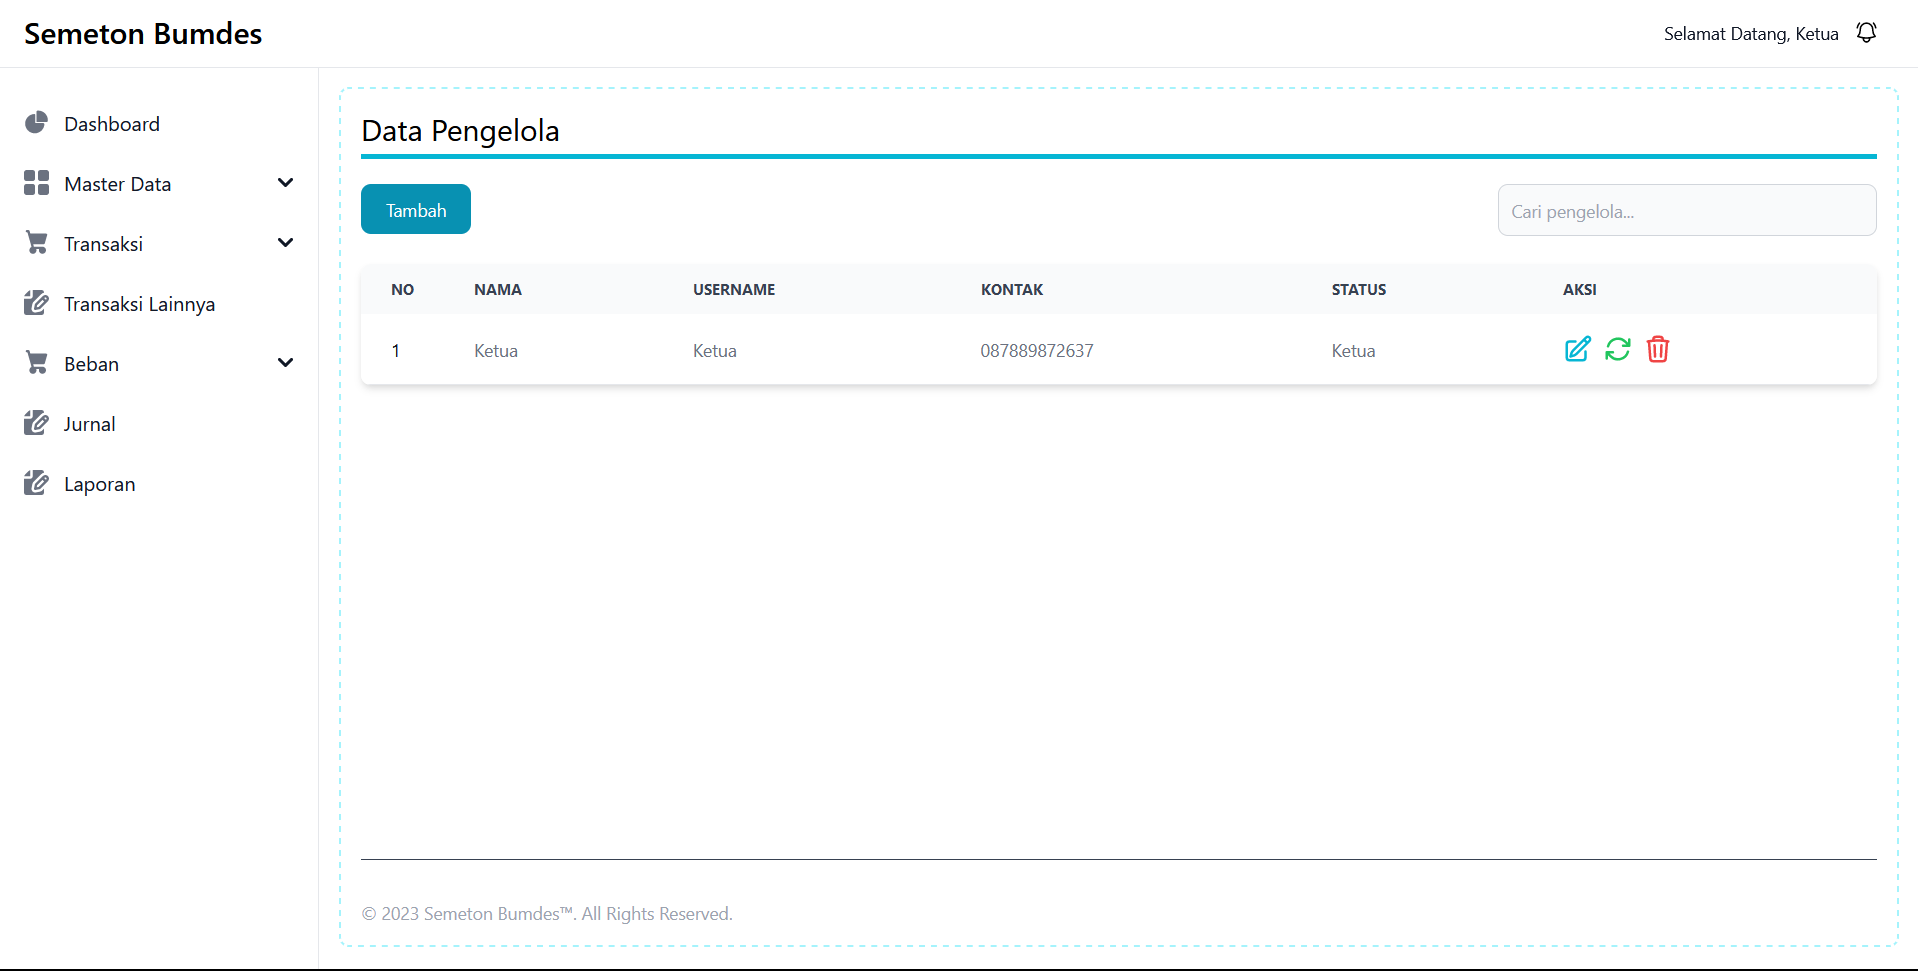 Semeton Bumdes
Selamat Datang, Ketua
Dashboard
Master Data
Transaksi
Transaksi Lainnya
Beban
Jurnal
Laporan
Data Pengelola
Tambah
Cari pengelola...
NO NAMA USERNAME KONTAK STATUS AKSI
1 Ketua Ketua 087889872637 Ketua
© 2023 Semeton Bumdes™. All Rights Reserved.